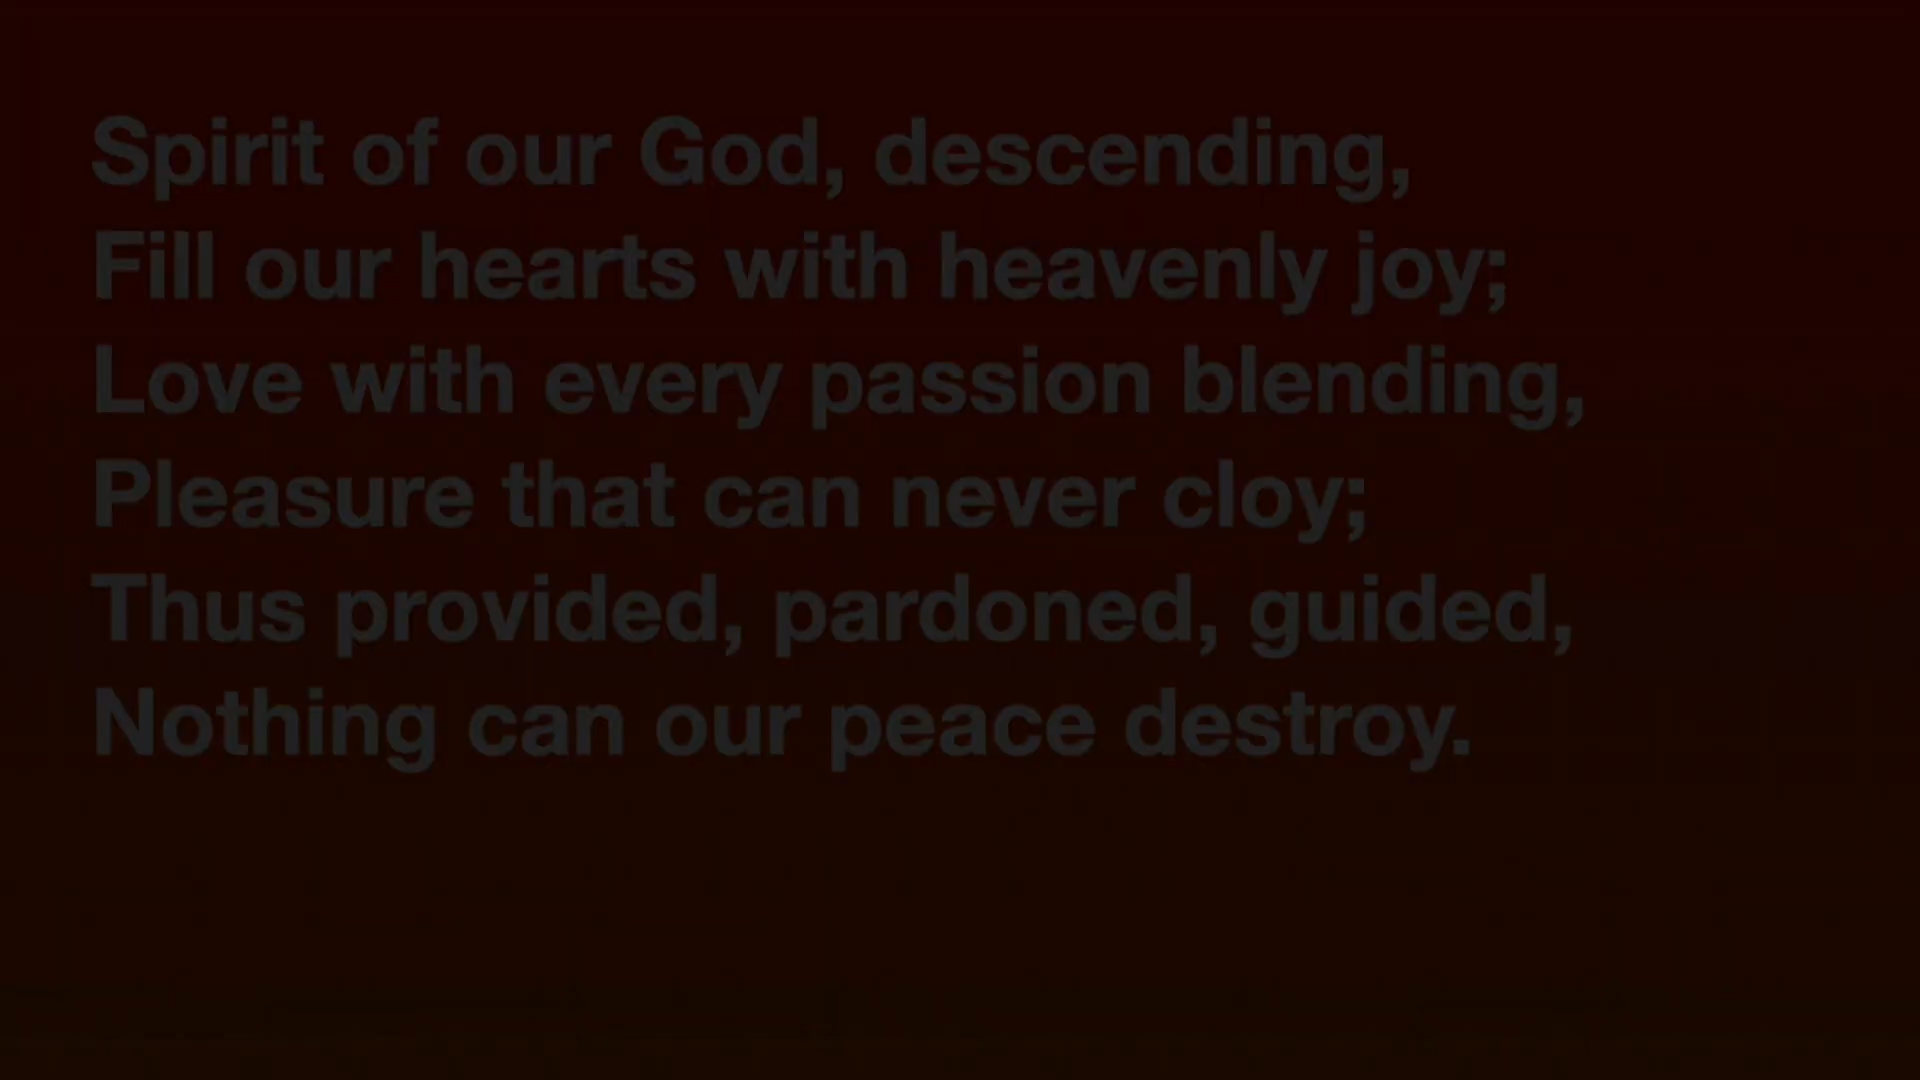 Spirit of our God, descending,
Fill our hearts with heavenly joy;
Love with every passion blending,
Pleasure that can never cloy;
Thus provided, pardoned, guided,
Nothing can our peace destroy.